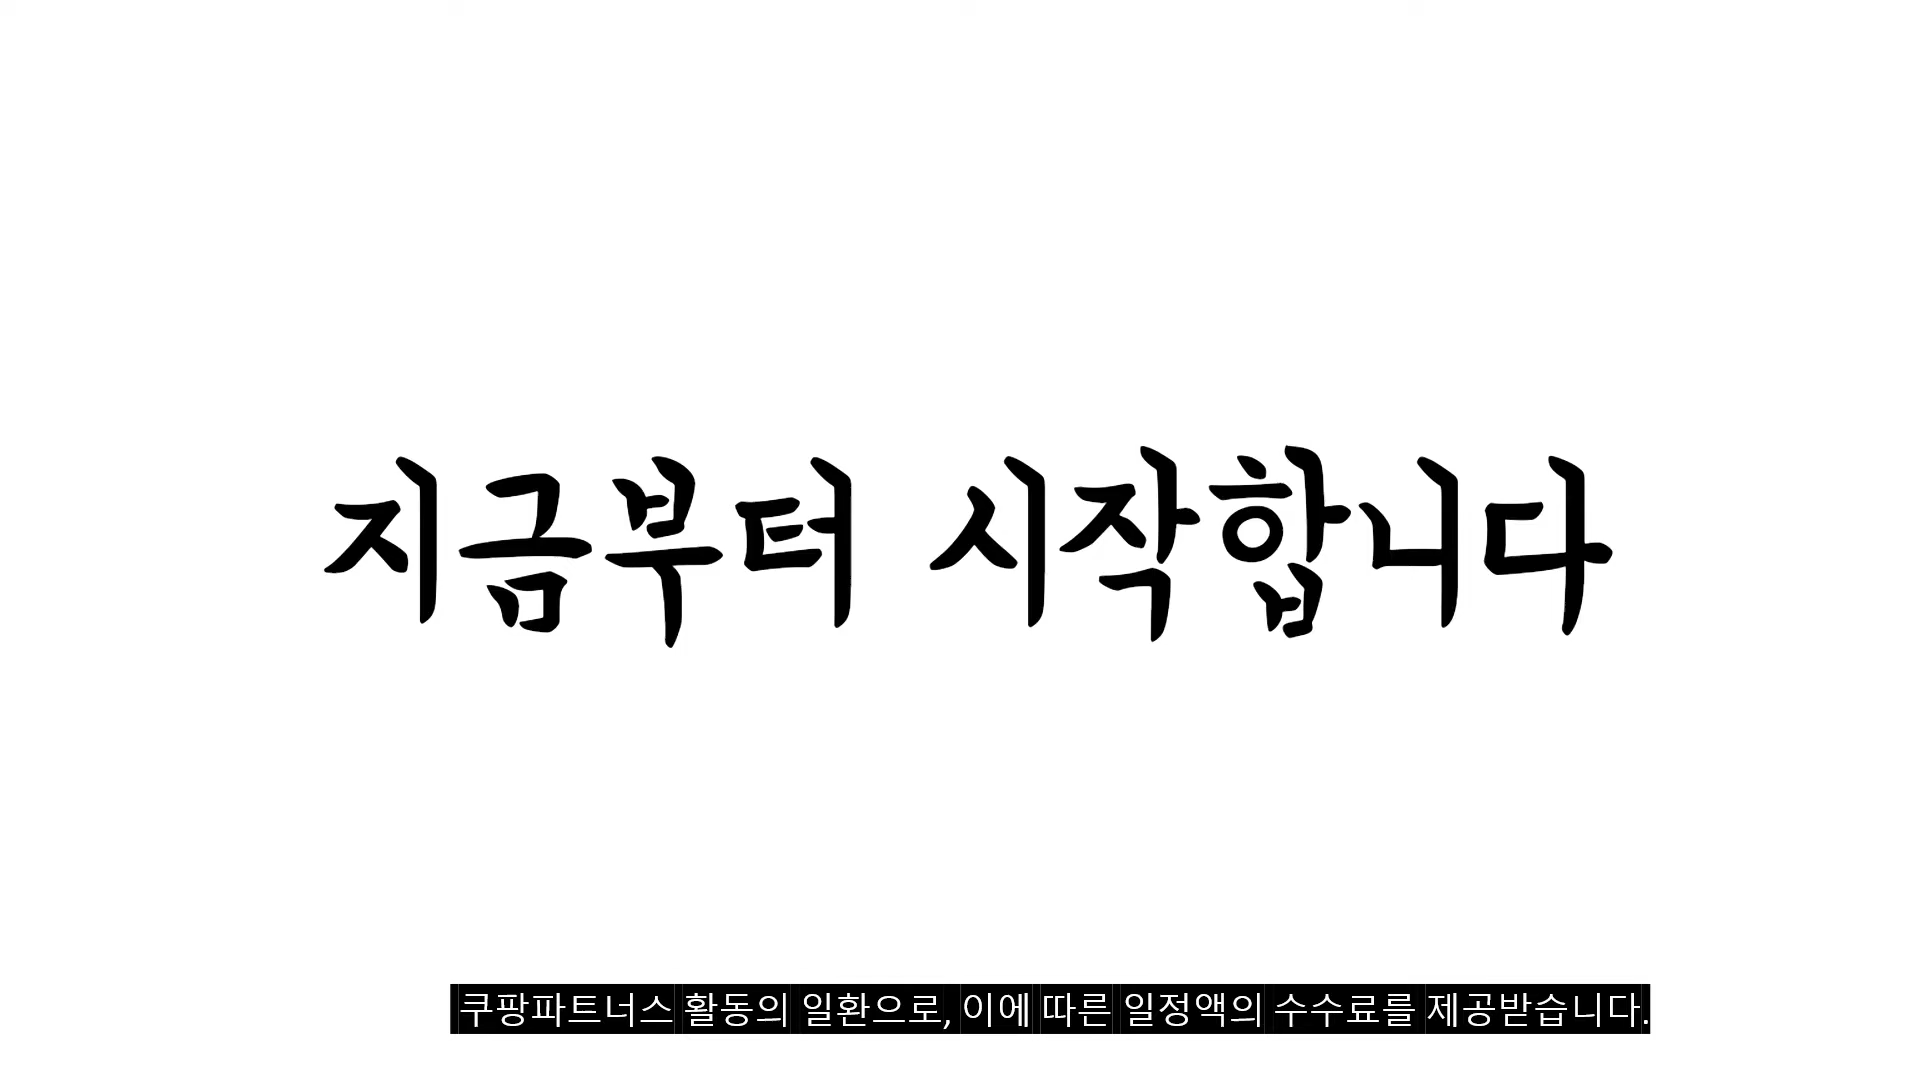 지금부터 시작합니다
쿠팡파트너스 활동의 일환으로, 이에 따른 일정액의 수수료를 제공받습니다.